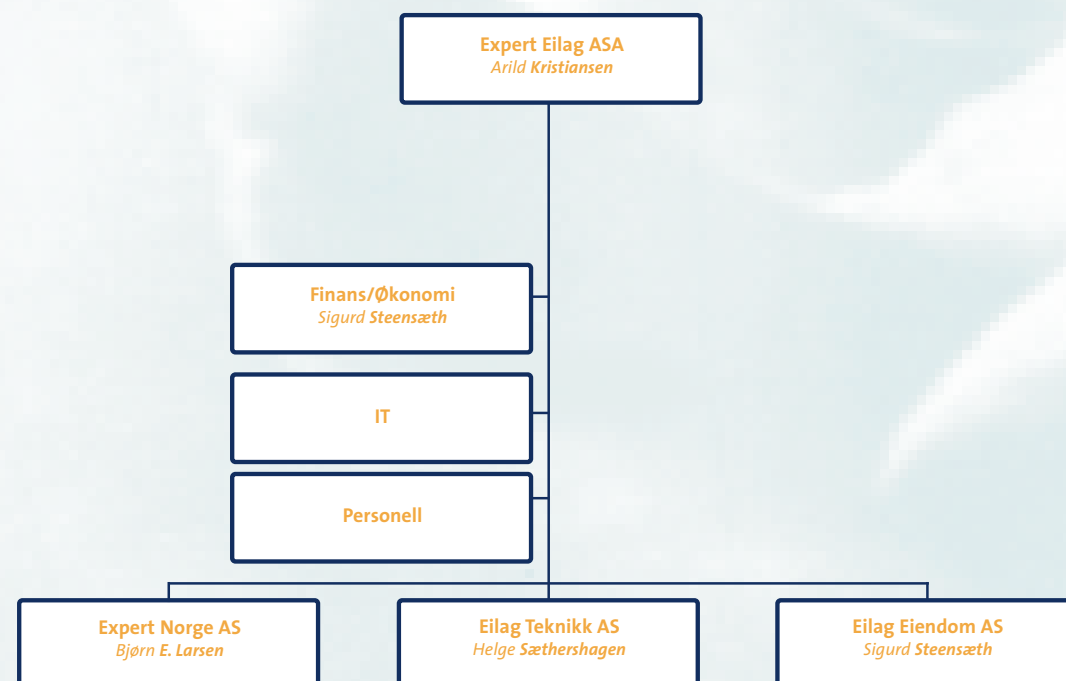 Expert Eilag ASA
Arild Kristiansen
Finans/Økonomi
Sigurd Steensæth
IT
Personell
Expert Norge AS
Bjørn E. Larsen
Eilag Teknikk AS
Helge Sæthershagen
Eilag Eiendom AS
Sigurd Steensæth